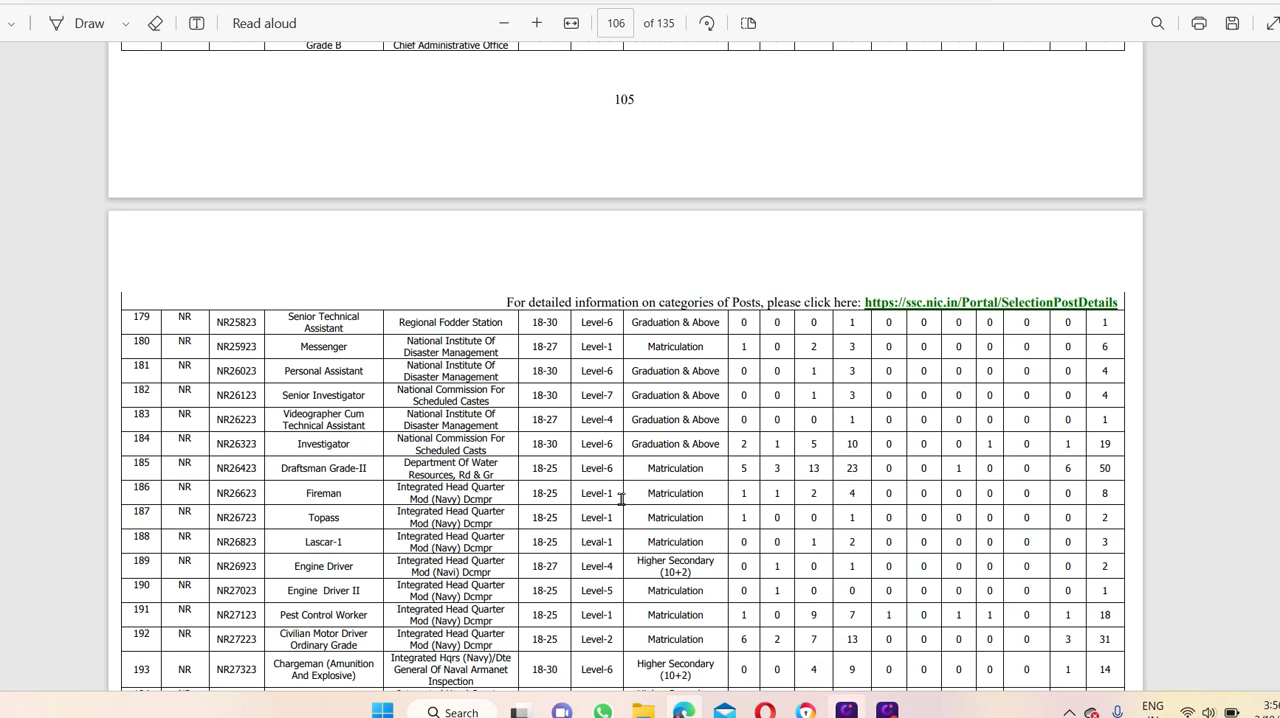 Draw Read aloud 106 of 135
Grade B Chief Administrative Office
105
For detailed information on categories of Posts, please click here: https://ssc.nic.in/Portal/SelectionPostDetails
179 NR NR25823 Senior Technical Assistant Regional Fodder Station 18-30 Level-6 Graduation & Above 0 0 0 1 0 0 0 0 0 0 1
180 NR NR25923 Messenger National Institute Of Disaster Management 18-27 Level-1 Matriculation 1 0 2 3 0 0 0 0 0 0 6
181 NR NR26023 Personal Assistant National Institute Of Disaster Management 18-30 Level-6 Graduation & Above 0 0 1 3 0 0 0 0 0 0 4
182 NR NR26123 Senior Investigator National Commission For Scheduled Castes 18-30 Level-7 Graduation & Above 0 0 1 3 0 0 0 0 0 0 4
183 NR NR26223 Videographer Cum Technical Assistant National Institute Of Disaster Management 18-27 Level-4 Graduation & Above 0 0 0 1 0 0 0 0 0 0 1
184 NR NR26323 Investigator National Commission For Scheduled Casts 18-30 Level-6 Graduation & Above 2 1 5 10 0 0 0 1 0 1 19
185 NR NR26423 Draftsman Grade-II Department Of Water Resources, Rd & Gr 18-25 Level-6 Matriculation 5 3 13 23 0 0 1 0 0 6 50
186 NR NR26623 Fireman Integrated Head Quarter Mod (Navy) Dcmpr 18-25 Level-1 Matriculation 1 1 2 4 0 0 0 0 0 0 8
187 NR NR26723 Topass Integrated Head Quarter Mod (Navy) Dcmpr 18-25 Level-1 Matriculation 1 0 0 1 0 0 0 0 0 0 2
188 NR NR26823 Lascar-1 Integrated Head Quarter Mod (Navy) Dcmpr 18-25 Leval-1 Matriculation 0 0 1 2 0 0 0 0 0 0 3
189 NR NR26923 Engine Driver Integrated Head Quarter Mod (Navi) Dcmpr 18-27 Level-4 Higher Secondary (10+2) 0 1 0 1 0 0 0 0 0 0 2
190 NR NR27023 Engine Driver II Integrated Head Quarter Mod (Navy) Dcmpr 18-25 Level-5 Matriculation 0 1 0 0 0 0 0 0 0 0 1
191 NR NR27123 Pest Control Worker Integrated Head Quarter Mod (Navy) Dcmpr 18-25 Level-1 Matriculation 1 0 9 7 1 0 1 1 0 1 18
192 NR NR27223 Civilian Motor Driver Ordinary Grade Integrated Head Quarter Mod (Navy) Dcmpr 18-25 Level-2 Matriculation 6 2 7 13 0 0 0 0 0 3 31
193 NR NR27323 Chargeman (Amunition And Explosive) Integrated Hqrs (Navy)/Dte General Of Naval Armanet Inspection 18-30 Level-6 Higher Secondary (10+2) 0 0 4 9 0 0 0 0 0 1 14
Search ENG